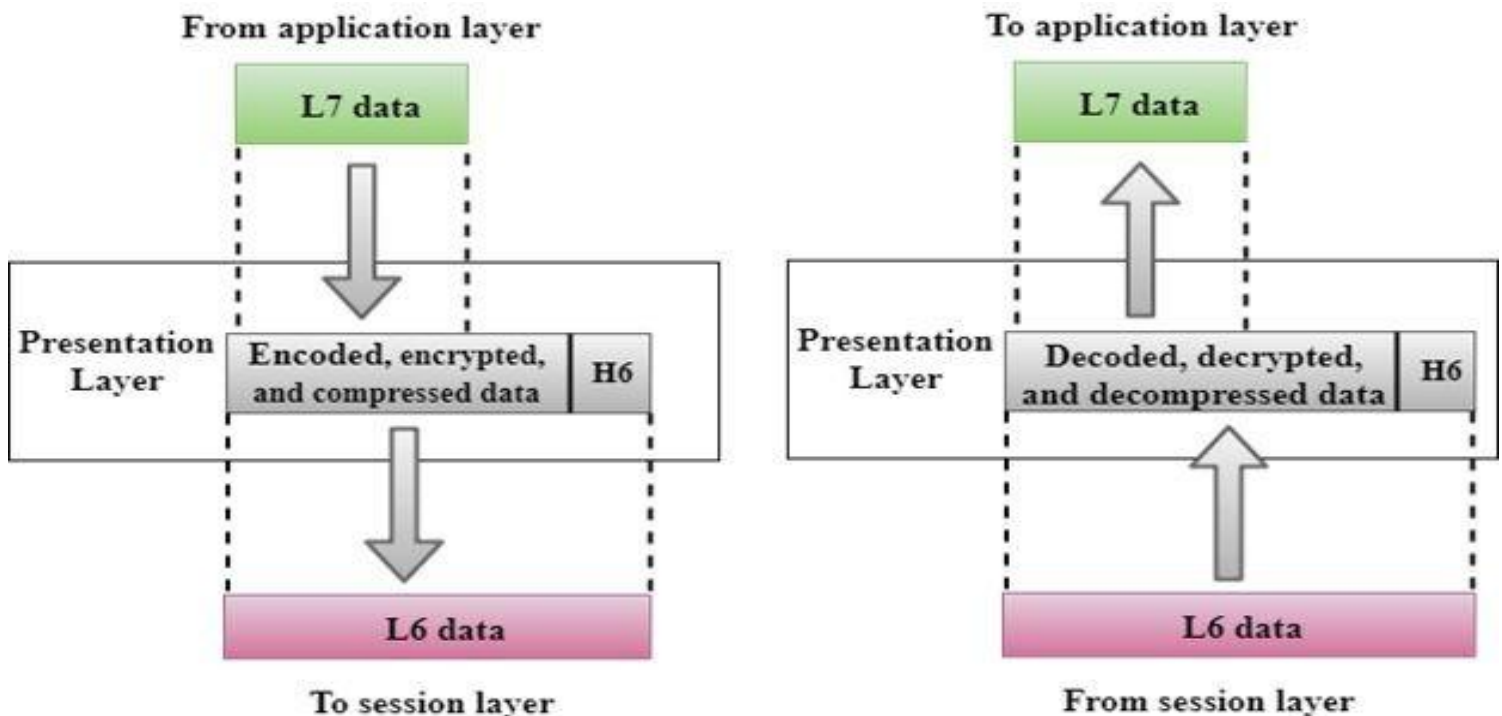 From application layer
L7 data
Presentation
Layer
Encoded, encrypted,
and compressed data
H6
L6 data
To session layer
To application layer
L7 data
Presentation
Layer
Decoded, decrypted,
and decompressed data
H6
L6 data
From session layer